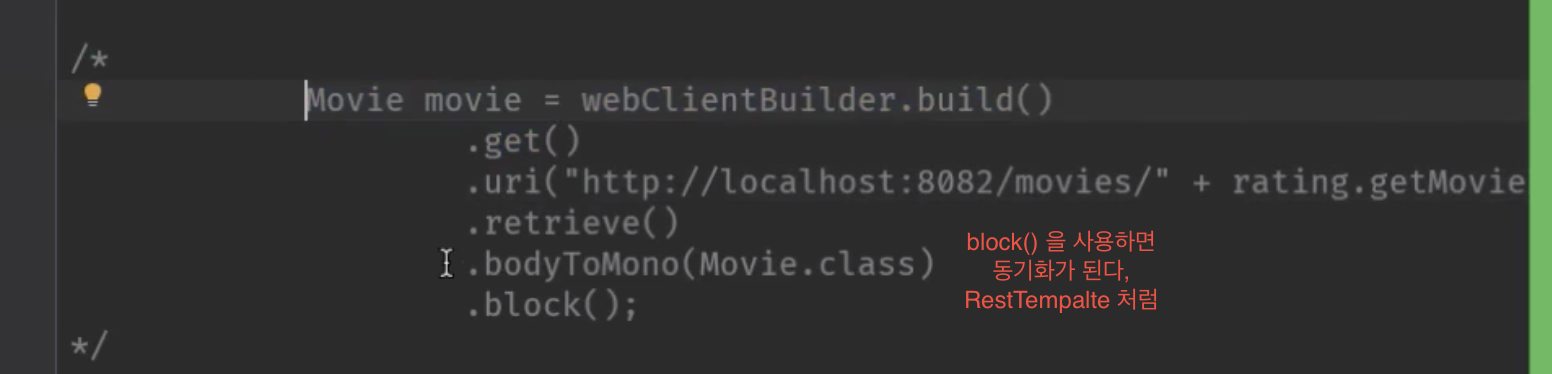 /*
Movie movie = webClientBuilder.build()
.get()
.uri("http://localhost:8082/movies/" + rating.getMovie
.retrieve()
.bodyToMono(Movie.class)
.block();
*/
block() 을 사용하면
동기화가 된다,
RestTempalte 처럼